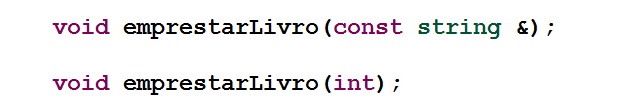 void emprestarLivro(const string &);
void emprestarLivro(int);